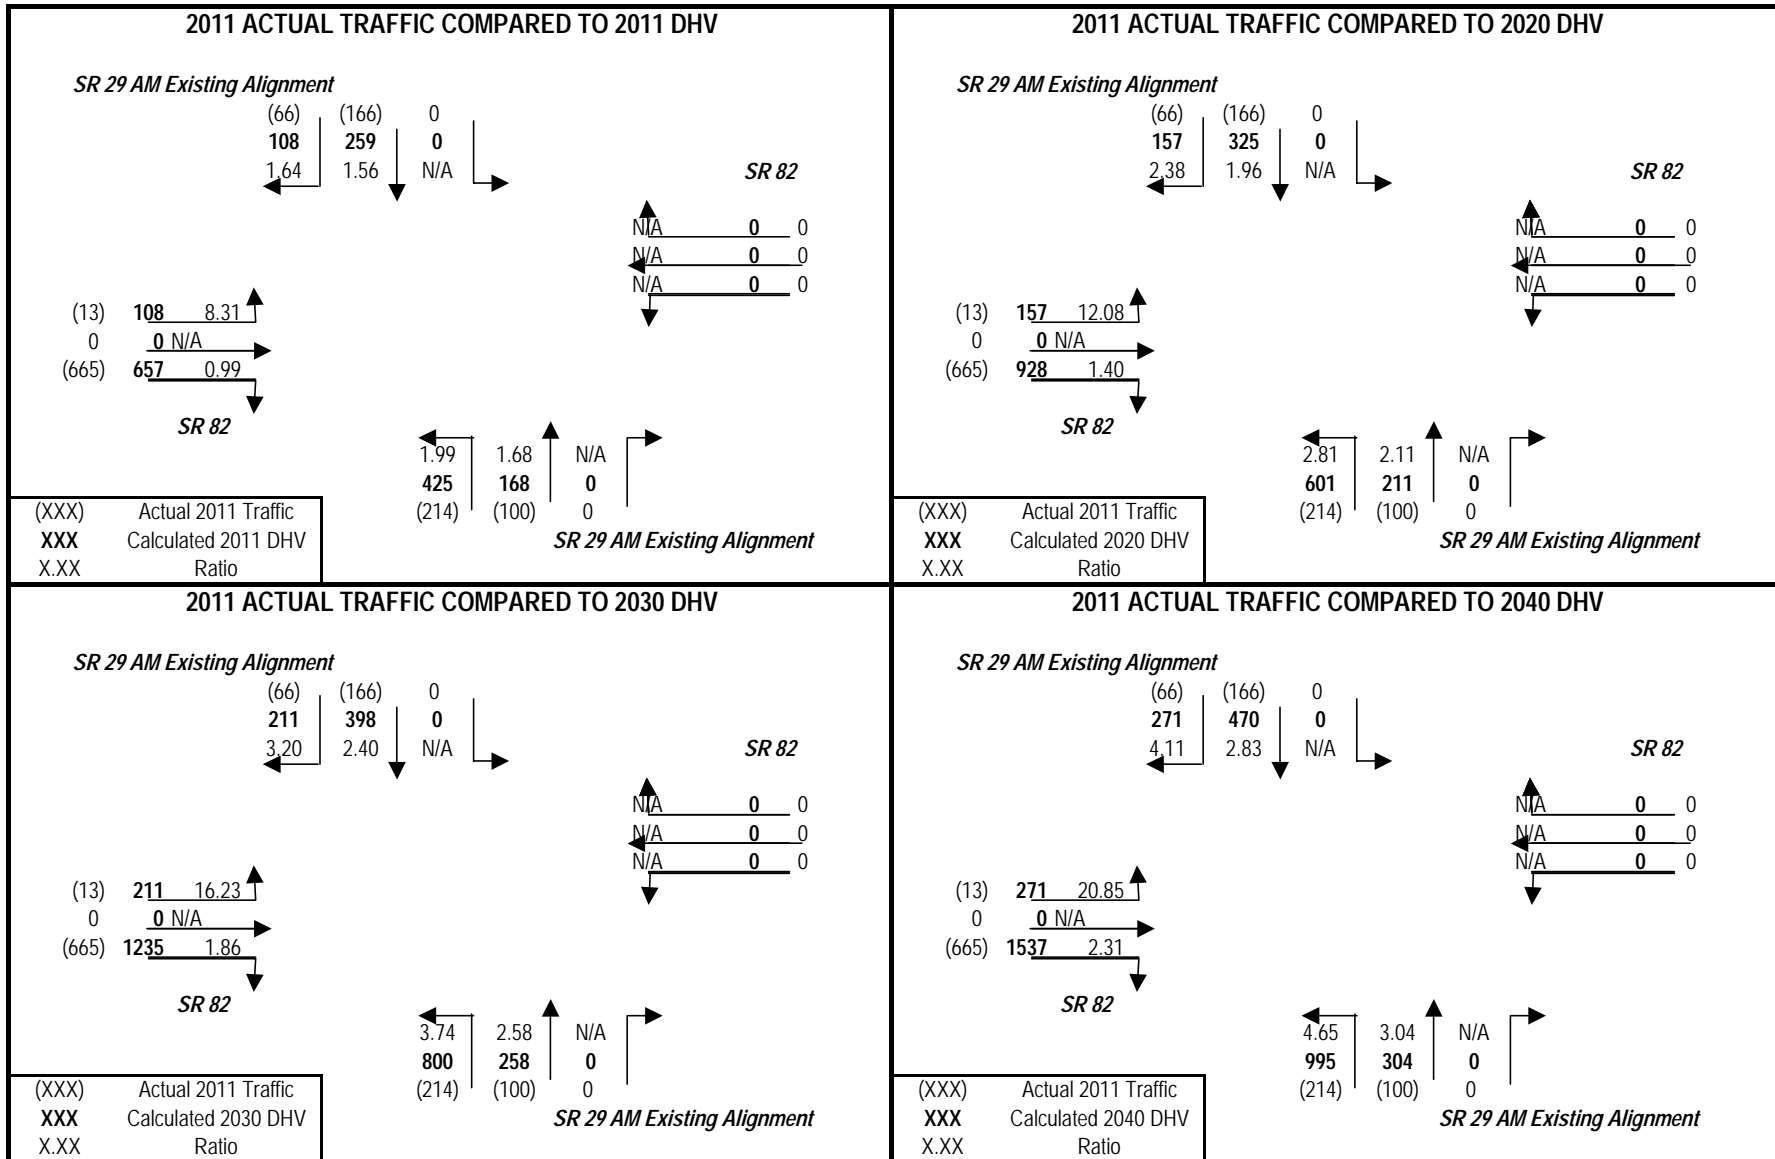 2011 ACTUAL TRAFFIC COMPARED TO 2011 DHV
SR 29 AM Existing Alignment
(66) (166) 0
108 259 0
1.64 1.56 N/A
SR 82
N/A 0 0
N/A 0 0
N/A 0 0
(13) 108 8.31
0 0 N/A
(665) 657 0.99
SR 82
1.99 1.68 N/A
425 168 0
(214) (100) 0
SR 29 AM Existing Alignment
(XXX) Actual 2011 Traffic
XXX Calculated 2011 DHV
X.XX Ratio
2011 ACTUAL TRAFFIC COMPARED TO 2020 DHV
SR 29 AM Existing Alignment
(66) (166) 0
157 325 0
2.38 1.96 N/A
SR 82
N/A 0 0
N/A 0 0
N/A 0 0
(13) 157 12.08
0 0 N/A
(665) 928 1.40
SR 82
2.81 2.11 N/A
601 211 0
(214) (100) 0
SR 29 AM Existing Alignment
(XXX) Actual 2011 Traffic
XXX Calculated 2020 DHV
X.XX Ratio
2011 ACTUAL TRAFFIC COMPARED TO 2030 DHV
SR 29 AM Existing Alignment
(66) (166) 0
211 398 0
3.20 2.40 N/A
SR 82
N/A 0 0
N/A 0 0
N/A 0 0
(13) 211 16.23
0 0 N/A
(665) 1235 1.86
SR 82
3.74 2.58 N/A
800 258 0
(214) (100) 0
SR 29 AM Existing Alignment
(XXX) Actual 2011 Traffic
XXX Calculated 2030 DHV
X.XX Ratio
2011 ACTUAL TRAFFIC COMPARED TO 2040 DHV
SR 29 AM Existing Alignment
(66) (166) 0
271 470 0
4.11 2.83 N/A
SR 82
N/A 0 0
N/A 0 0
N/A 0 0
(13) 271 20.85
0 0 N/A
(665) 1537 2.31
SR 82
4.65 3.04 N/A
995 304 0
(214) (100) 0
SR 29 AM Existing Alignment
(XXX) Actual 2011 Traffic
XXX Calculated 2040 DHV
X.XX Ratio